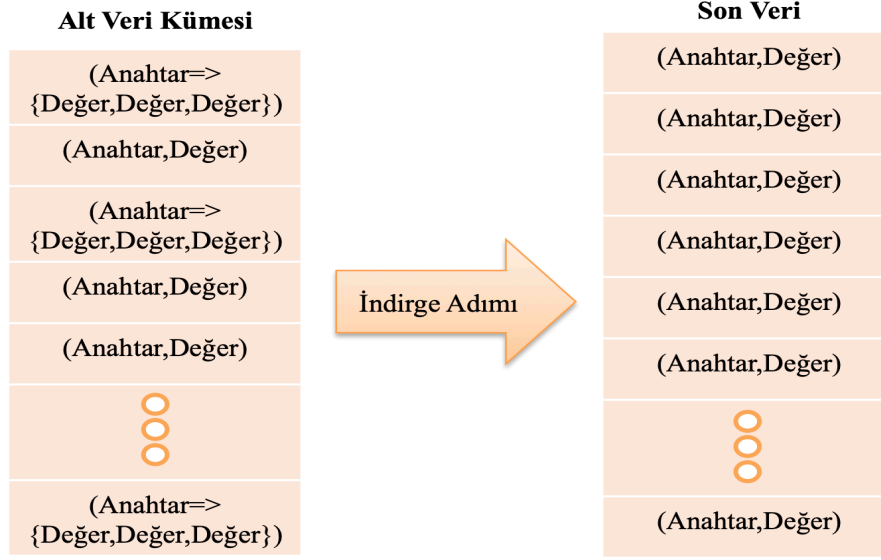 Alt Veri Kümesi
(Anahtar=>
{Değer,Değer,Değer})
(Anahtar,Değer)
(Anahtar=>
{Değer,Değer,Değer})
(Anahtar,Değer)
(Anahtar,Değer)
(Anahtar=>
{Değer,Değer,Değer})
İndirge Adımı
Son Veri
(Anahtar,Değer)
(Anahtar,Değer)
(Anahtar,Değer)
(Anahtar,Değer)
(Anahtar,Değer)
(Anahtar,Değer)
(Anahtar,Değer)